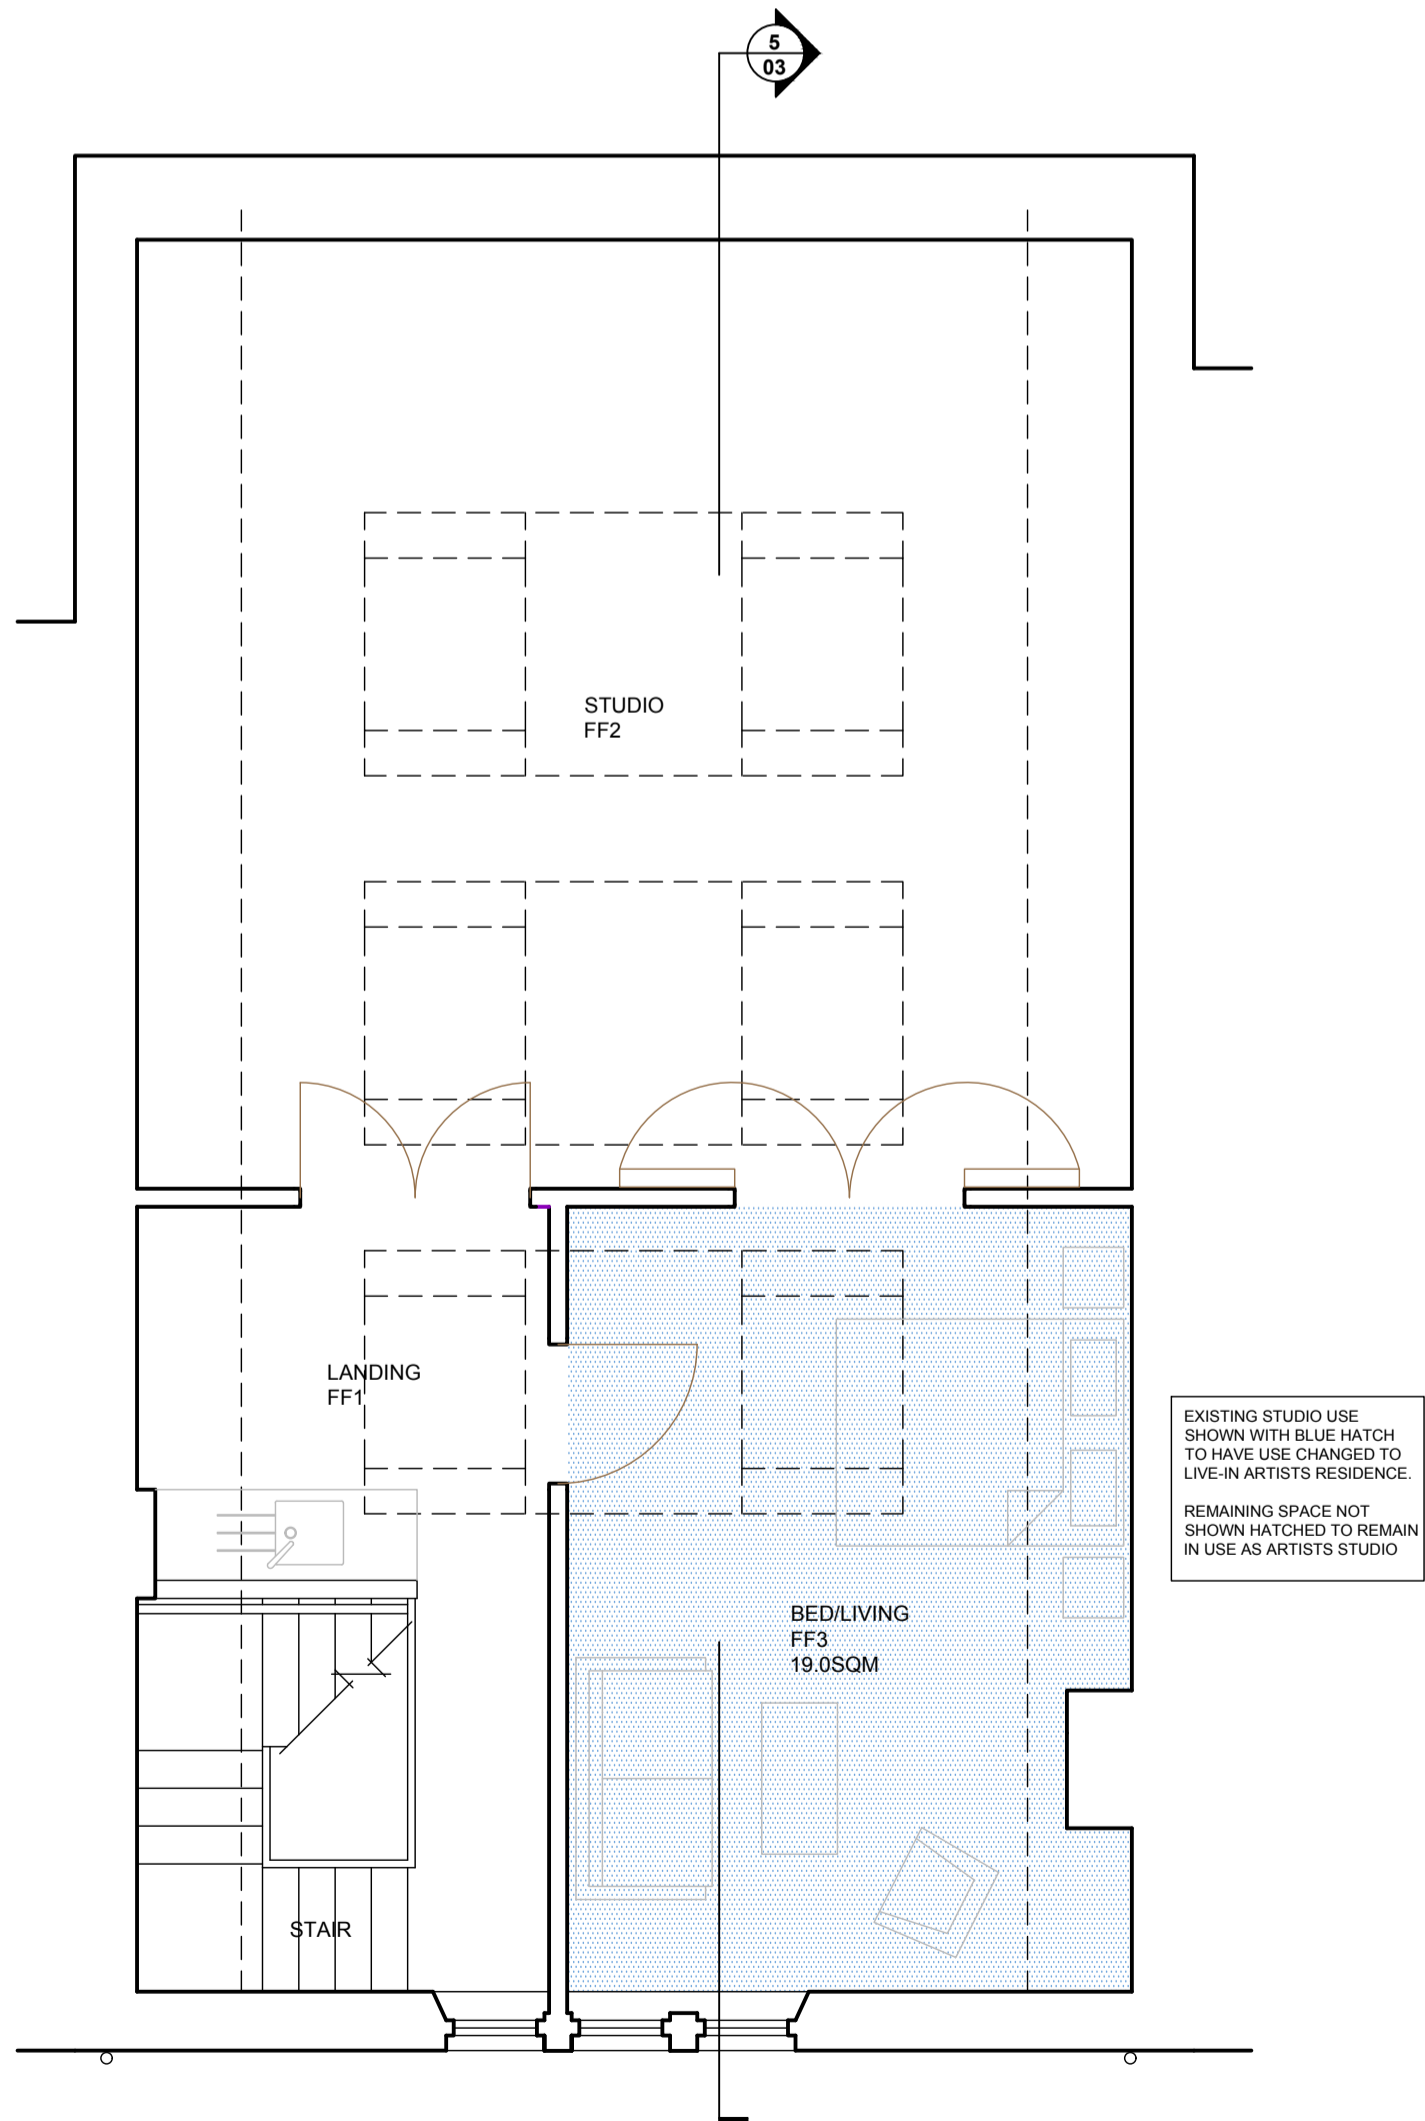 5
03
STUDIO
FF2
LANDING
FF1
EXISTING STUDIO USE
SHOWN WITH BLUE HATCH
TO HAVE USE CHANGED TO
LIVE-IN ARTISTS RESIDENCE.
REMAINING SPACE NOT
SHOWN HATCHED TO REMAIN
IN USE AS ARTISTS STUDIO
BED/LIVING
FF3
19.0SQM
STAIR